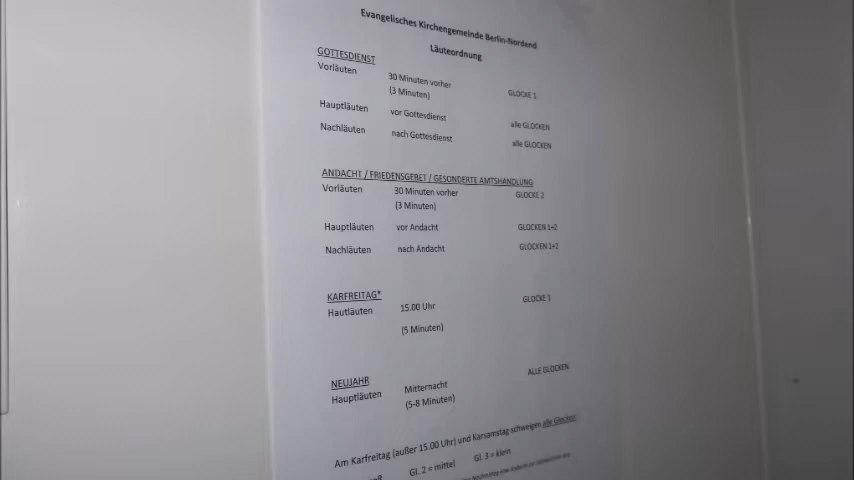 Evangelisches Kirchengemeinde Berlin-Nordend
Läuteordnung
GOTTESDIENST
Vorläuten 30 Minuten vorher GLOCKE 1
(3 Minuten)
Hauptläuten vor Gottesdienst alle GLOCKEN
Nachläuten nach Gottesdienst alle GLOCKEN
ANDACHT / FRIEDENSGEBET / GESONDERTE AMTSHANDLUNG
Vorläuten 30 Minuten vorher GLOCKE 2
(3 Minuten)
Hauptläuten vor Andacht GLOCKEN 1+2
Nachläuten nach Andacht GLOCKEN 1+2
KARFREITAG*
Hautläuten 15.00 Uhr GLOCKE 1
(5 Minuten)
NEUJAHR
Hauptläuten Mitternacht ALLE GLOCKEN
(5-8 Minuten)
Am Karfreitag (außer 15.00 Uhr) und Karsamstag schweigen alle Glocken
Gl. 2 = mittel Gl. 3 = klein